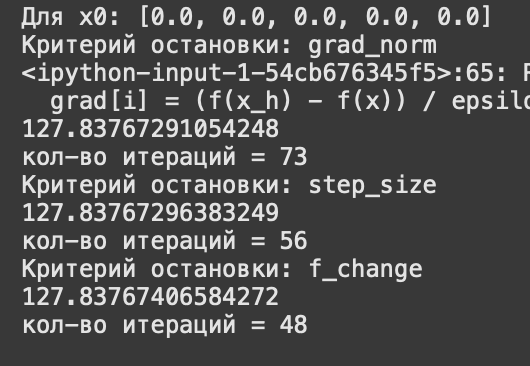 Для x0: [0.0, 0.0, 0.0, 0.0, 0.0]
Критерий остановки: grad_norm
<ipython-input-1-54cb676345f5>:65: 
  grad[i] = (f(x_h) - f(x)) / epsilo
127.83767291054248
кол-во итераций = 73
Критерий остановки: step_size
127.83767296383249
кол-во итераций = 56
Критерий остановки: f_change
127.83767406584272
кол-во итераций = 48